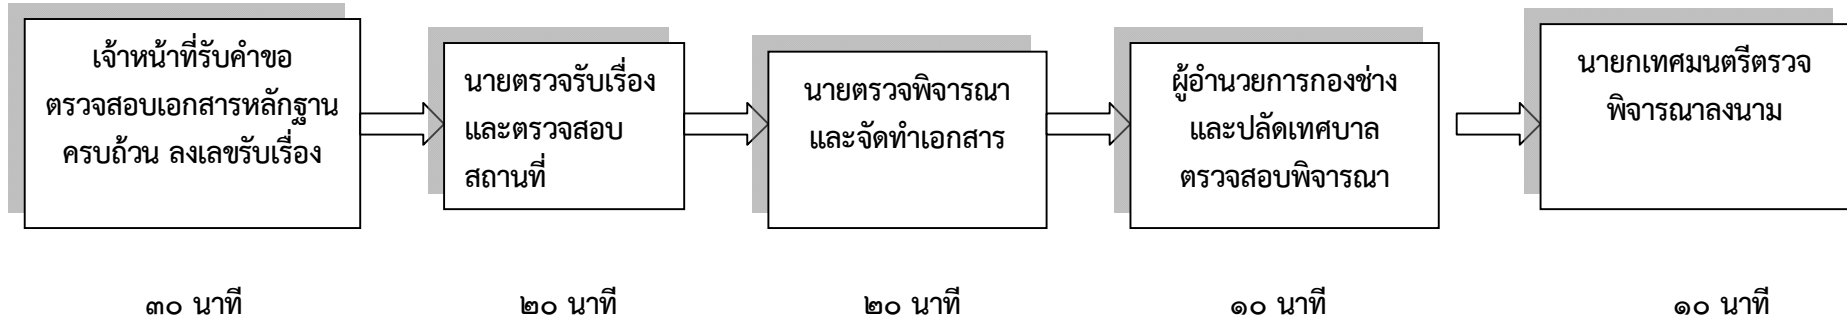 เจ้าหน้าที่รับคำขอ
ตรวจสอบเอกสารหลักฐาน
ครบถ้วน ลงเลขรับเรื่อง
นายตรวจรับเรื่อง
และตรวจสอบ
สถานที่
นายตรวจพิจารณา
และจัดทำเอกสาร
ผู้อำนวยการกองช่าง
และปลัดเทศบาล
ตรวจสอบพิจารณา
นายกเทศมนตรีตรวจ
พิจารณาลงนาม
๓๐ นาที
๒๐ นาที
๒๐ นาที
๑๐ นาที
๑๐ นาที